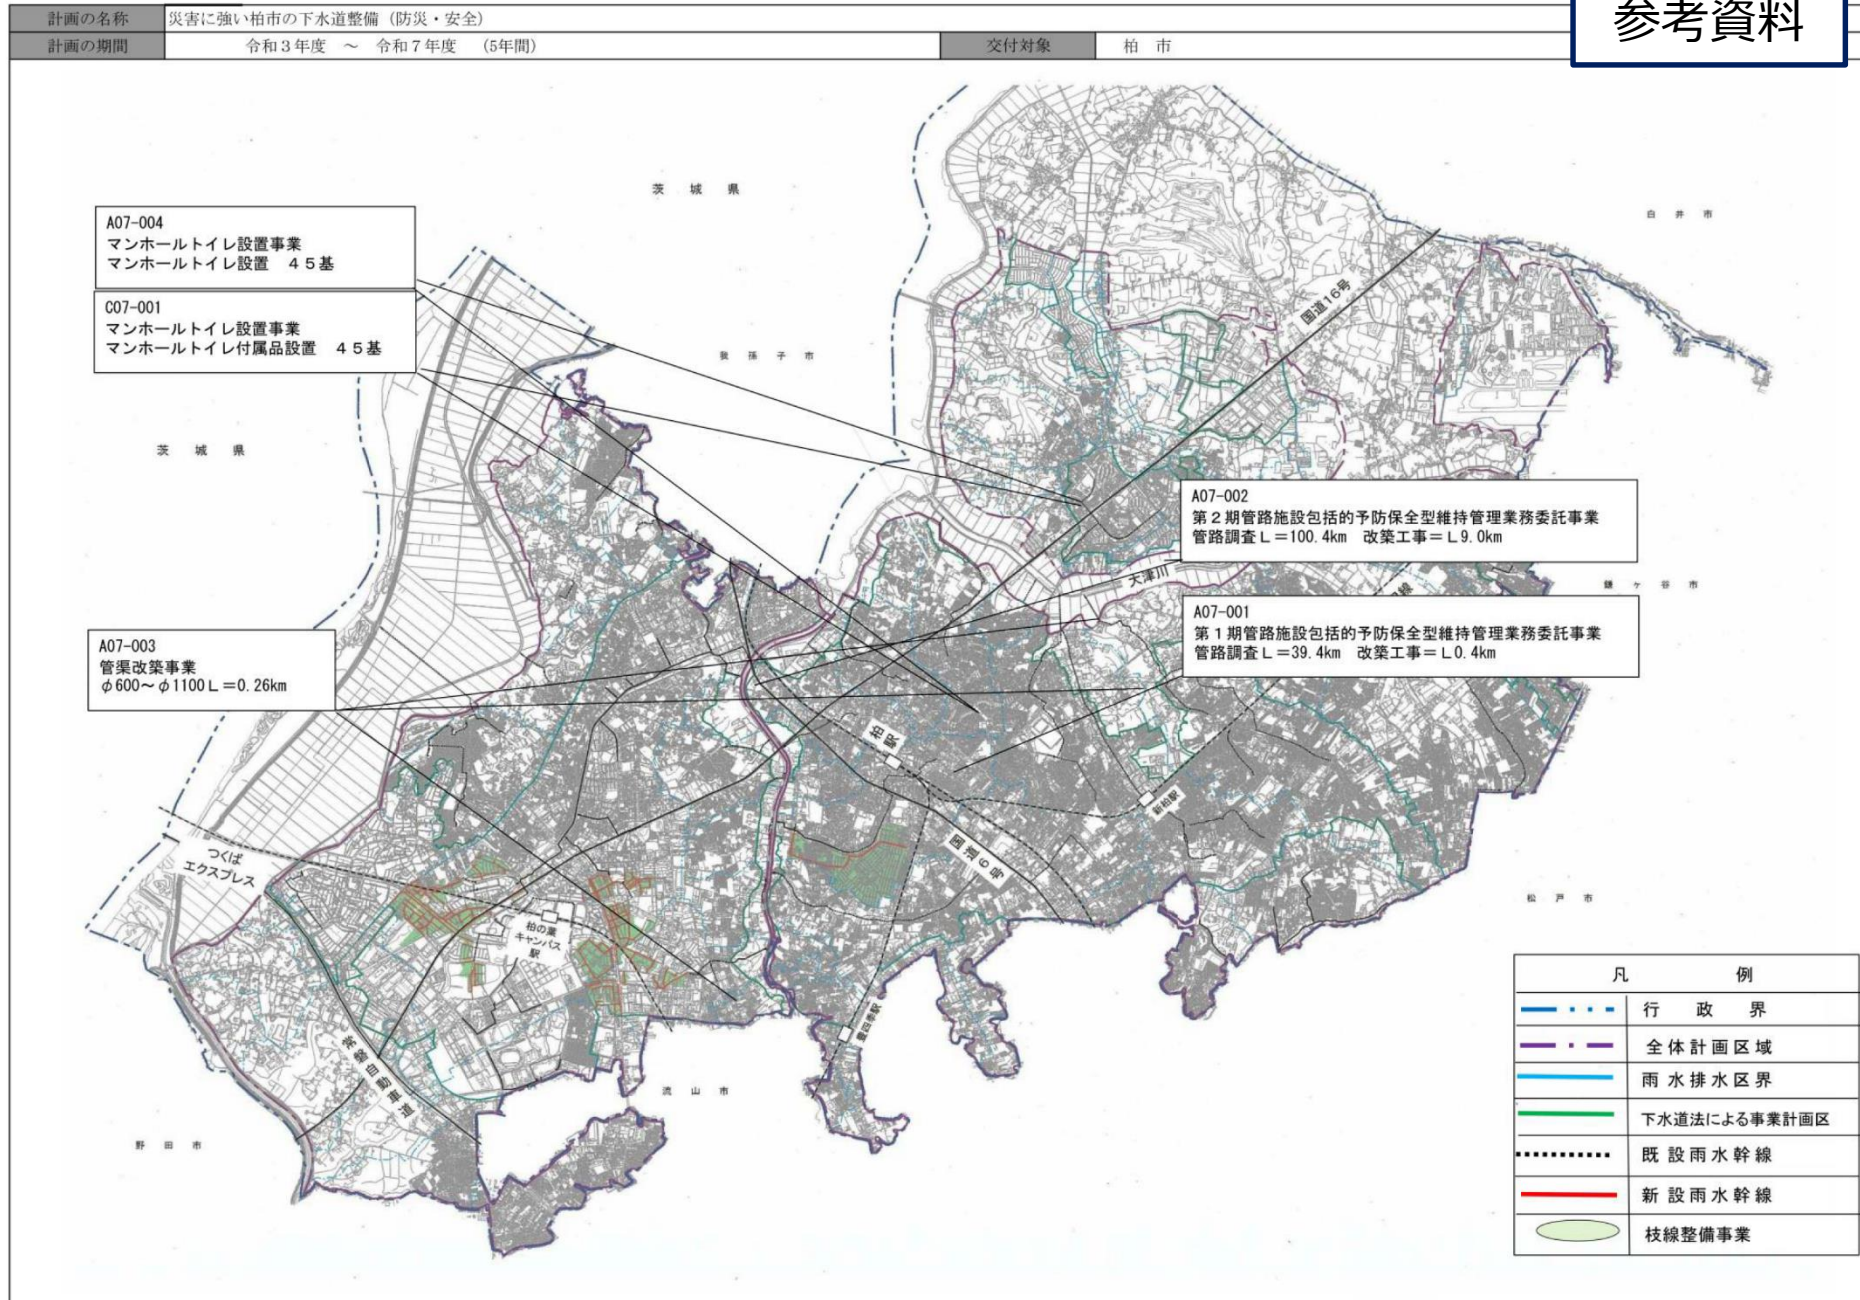 参考資料
計画の名称 災害に強い柏市の下水道整備（防災・安全）
計画の期間 令和３年度　～　令和７年度　（5年間） 交付対象 柏　市
茨　城　県
白　井　市
A07-004
マンホールトイレ設置事業
マンホールトイレ設置　４５基
C07-001
マンホールトイレ設置事業
マンホールトイレ付属品設置　４５基
国道16号
我　孫　子　市
茨　城　県
A07-002
第２期管路施設包括的予防保全型維持管理業務委託事業
管路調査Ｌ＝100.4km　改築工事＝Ｌ9.0km
大津川
線
鎌　ヶ　谷　市
A07-001
第１期管路施設包括的予防保全型維持管理業務委託事業
管路調査Ｌ＝39.4km　改築工事＝Ｌ0.4km
A07-003
管渠改築事業
φ600～φ1100Ｌ＝0.26km
柏駅
新柏駅
国道６号
つくば
エクスプレス
柏の葉
キャンパス
駅
松　戸　市
豊四季駅
常磐自動車道
流　山　市
野　田　市
凡　例
行　政　界
全体計画区域
雨水排水区界
下水道法による事業計画区
既設雨水幹線
新設雨水幹線
枝線整備事業